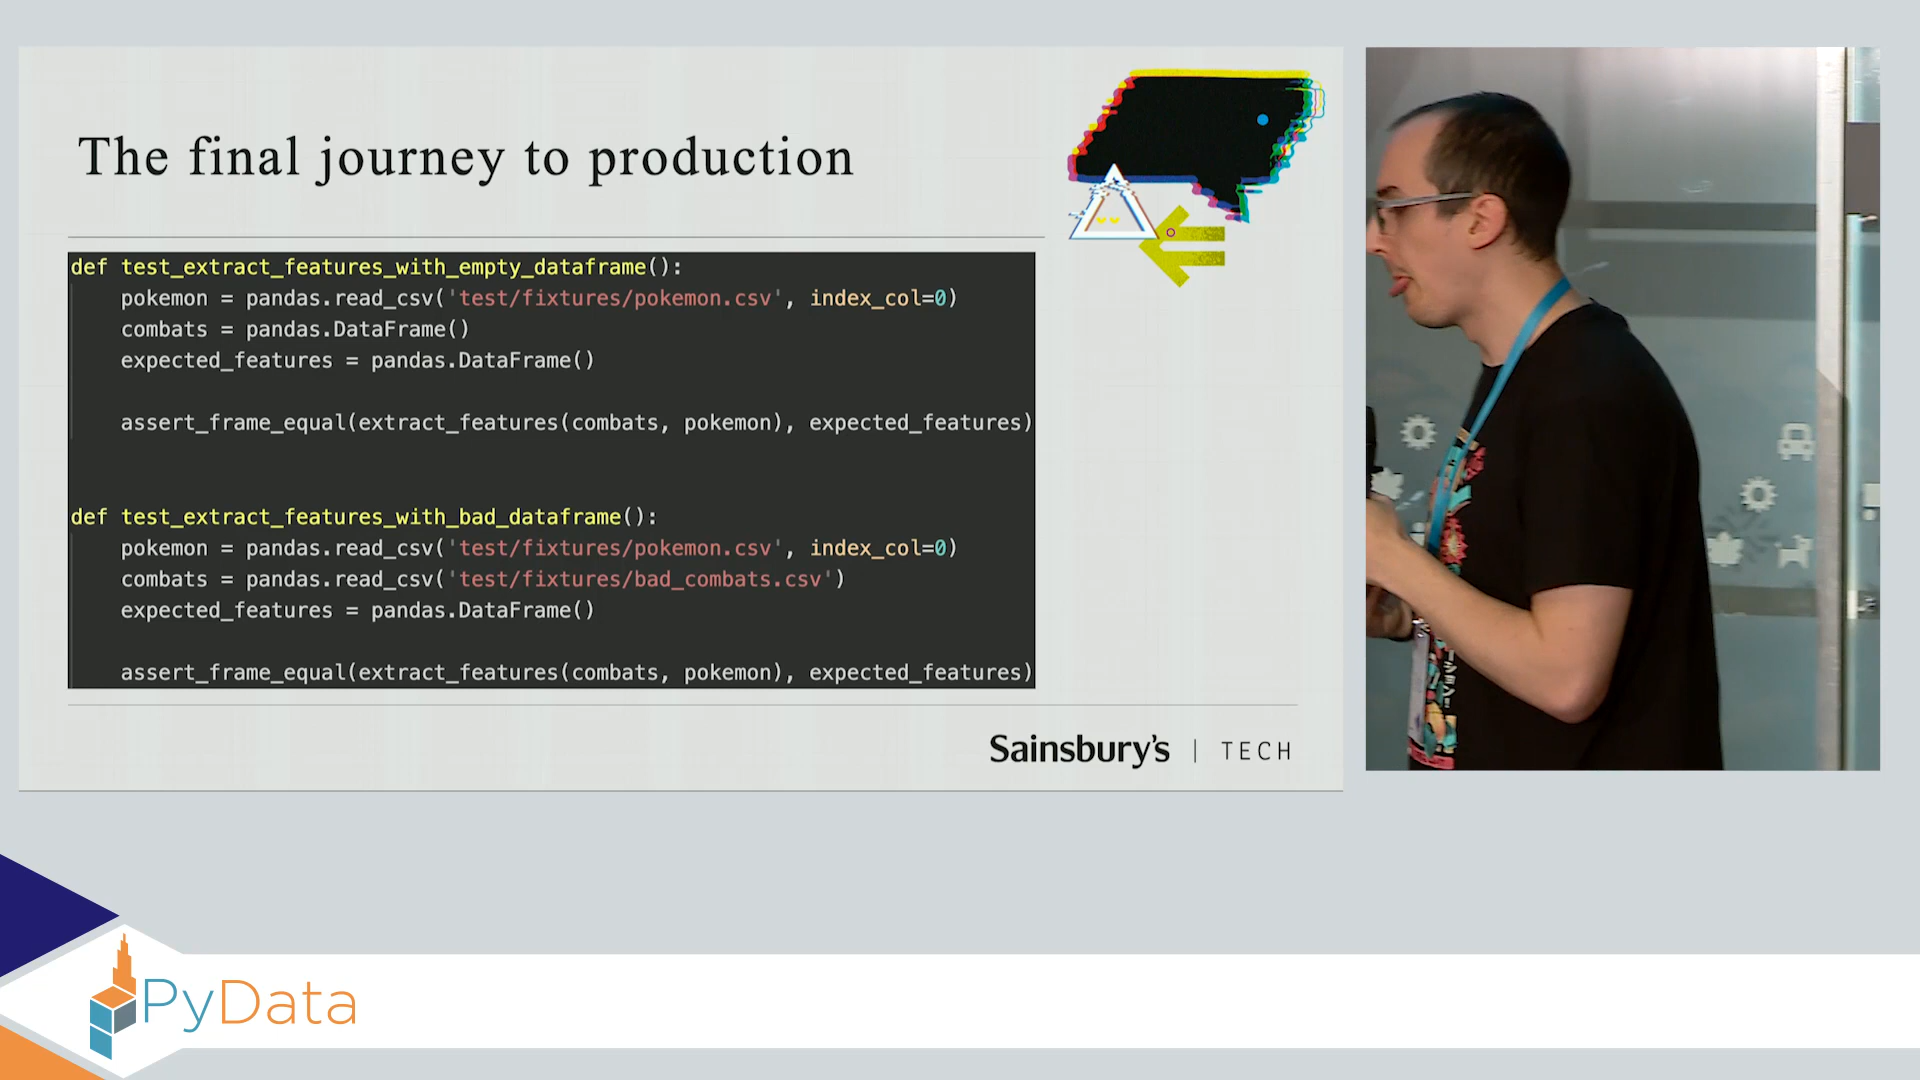 The final journey to production
def test_extract_features_with_empty_dataframe():
    pokemon = pandas.read_csv('test/fixtures/pokemon.csv', index_col=0)
    combats = pandas.DataFrame()
    expected_features = pandas.DataFrame()
    assert_frame_equal(extract_features(combats, pokemon), expected_features)
def test_extract_features_with_bad_dataframe():
    pokemon = pandas.read_csv('test/fixtures/pokemon.csv', index_col=0)
    combats = pandas.read_csv('test/fixtures/bad_combats.csv')
    expected_features = pandas.DataFrame()
    assert_frame_equal(extract_features(combats, pokemon), expected_features)
Sainsbury's | TECH
PyData